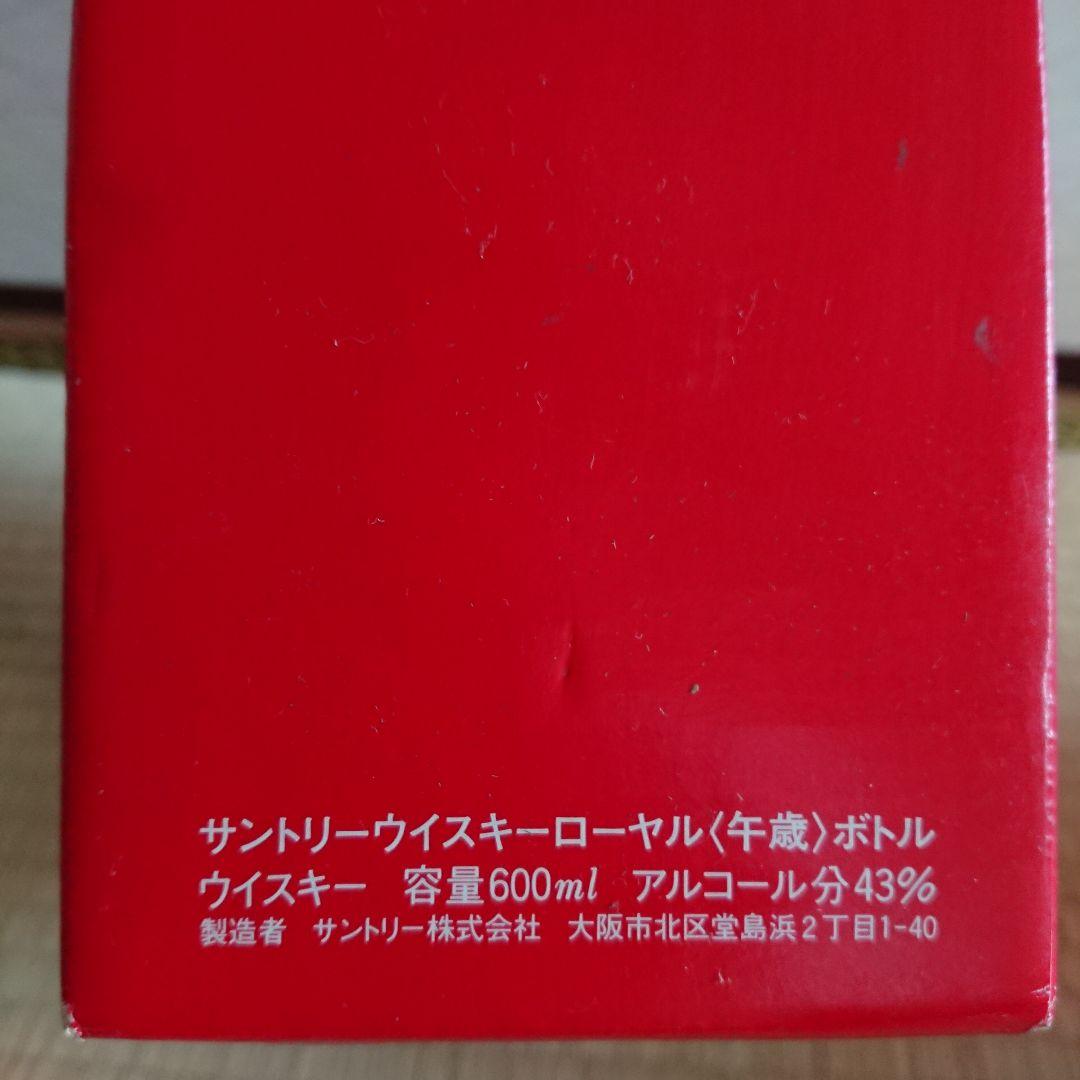 サントリーウイスキーローヤル〈午歳〉ボトル
ウイスキー 容量600ml アルコール分43%
製造者 サントリー株式会社 大阪市北区堂島浜2丁目1-40